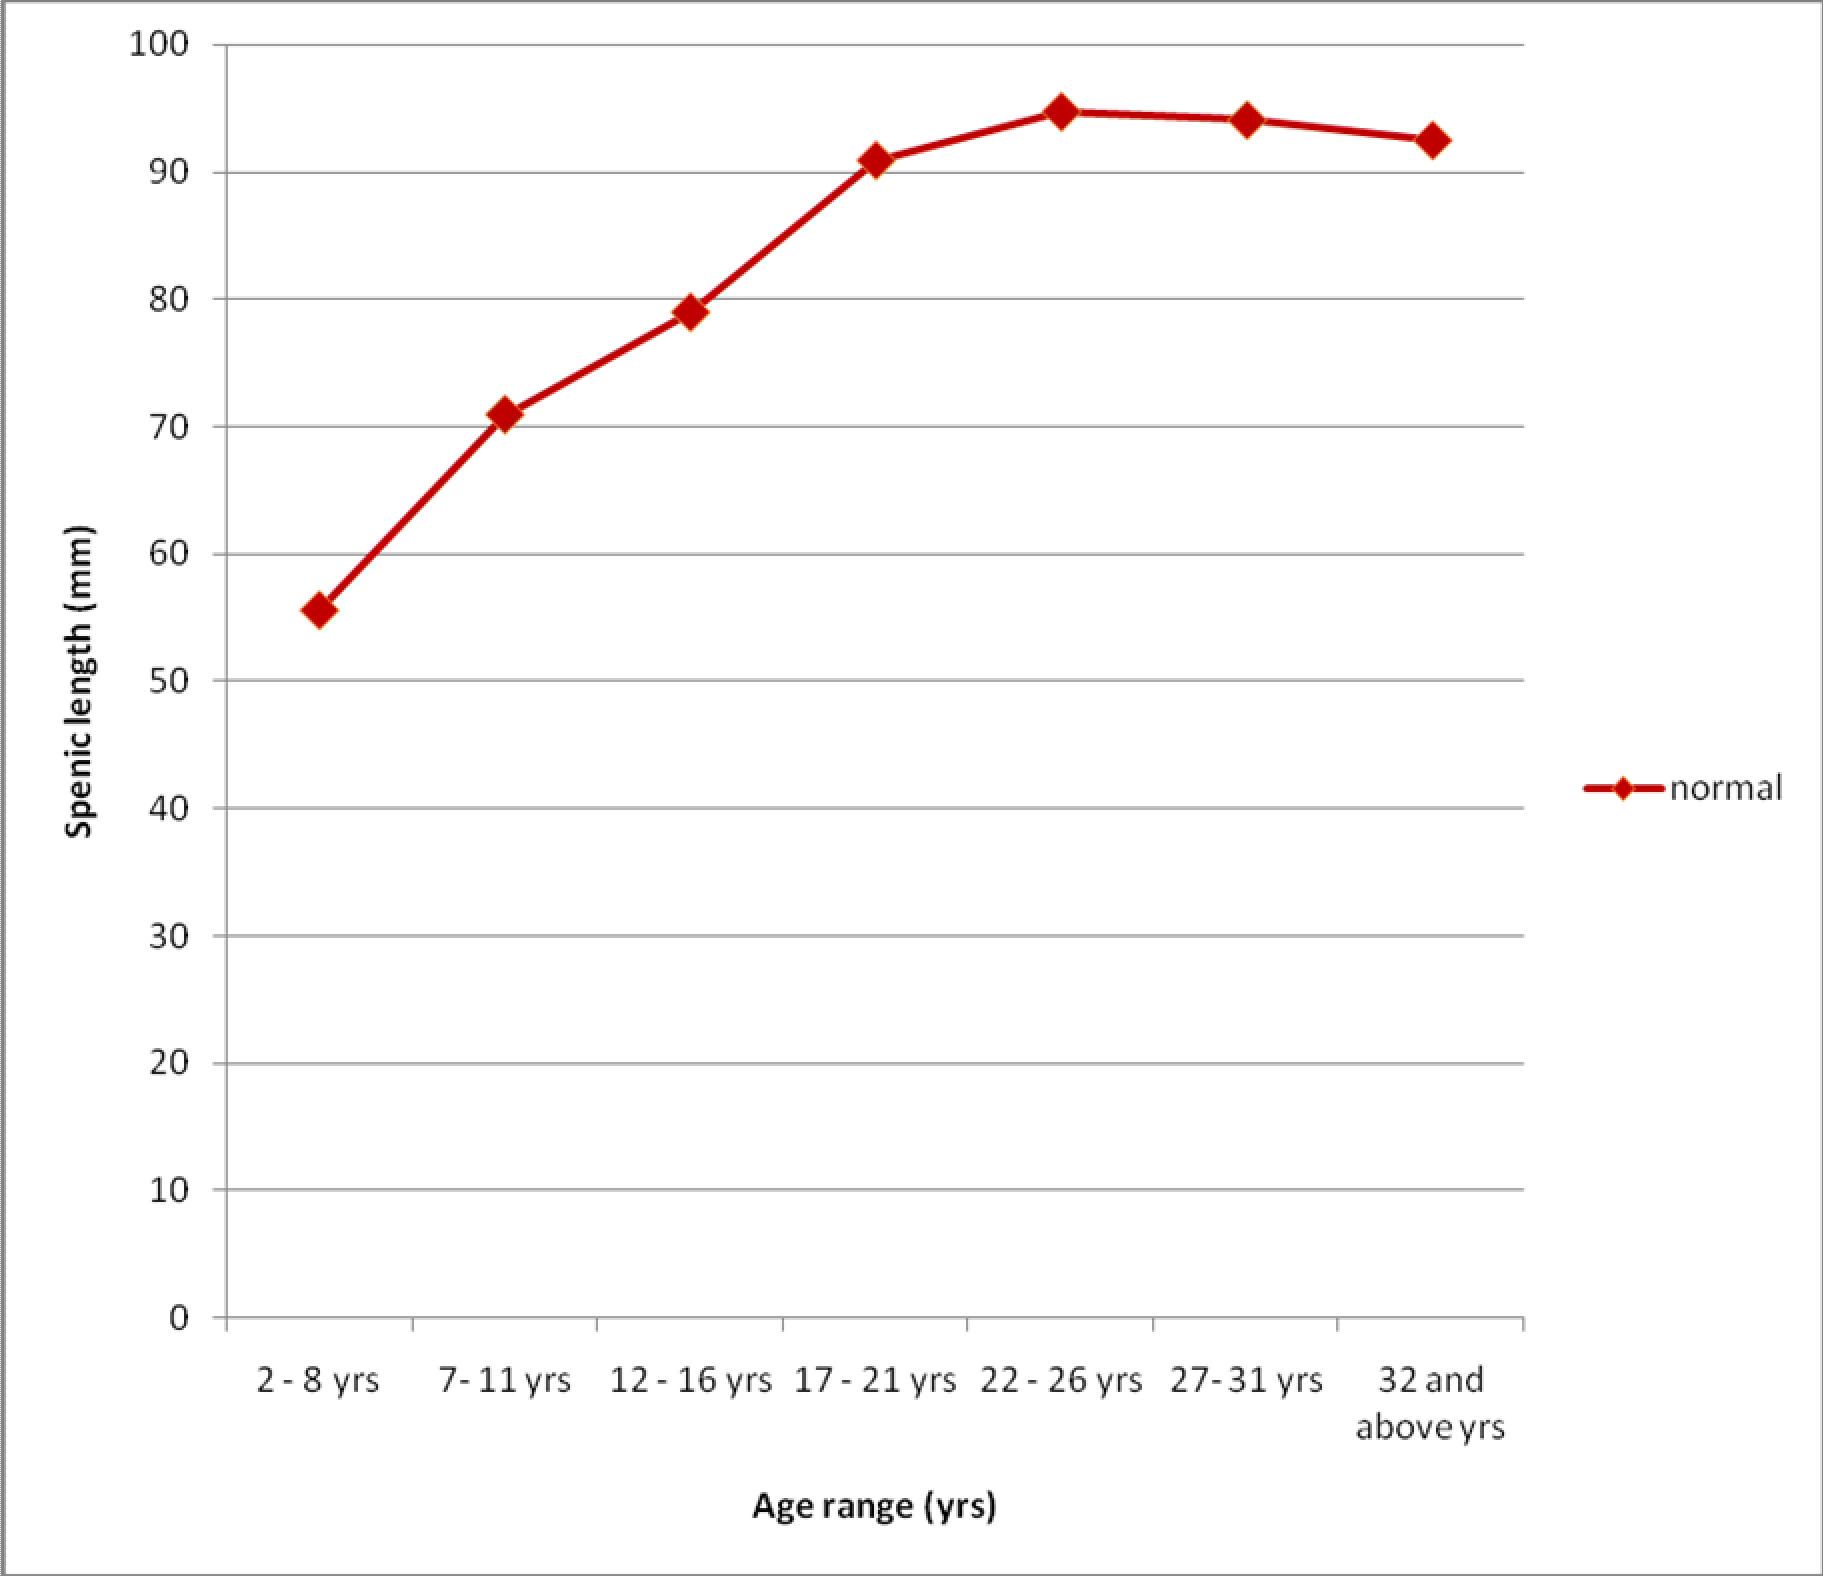 100
90
80
70
60
50
40
30
20
10
0
Spenic length (mm)
2 - 8 yrs
7- 11 yrs
12 - 16 yrs
17 - 21 yrs
22 - 26 yrs
27- 31 yrs
32 and
above yrs
Age range (yrs)
normal